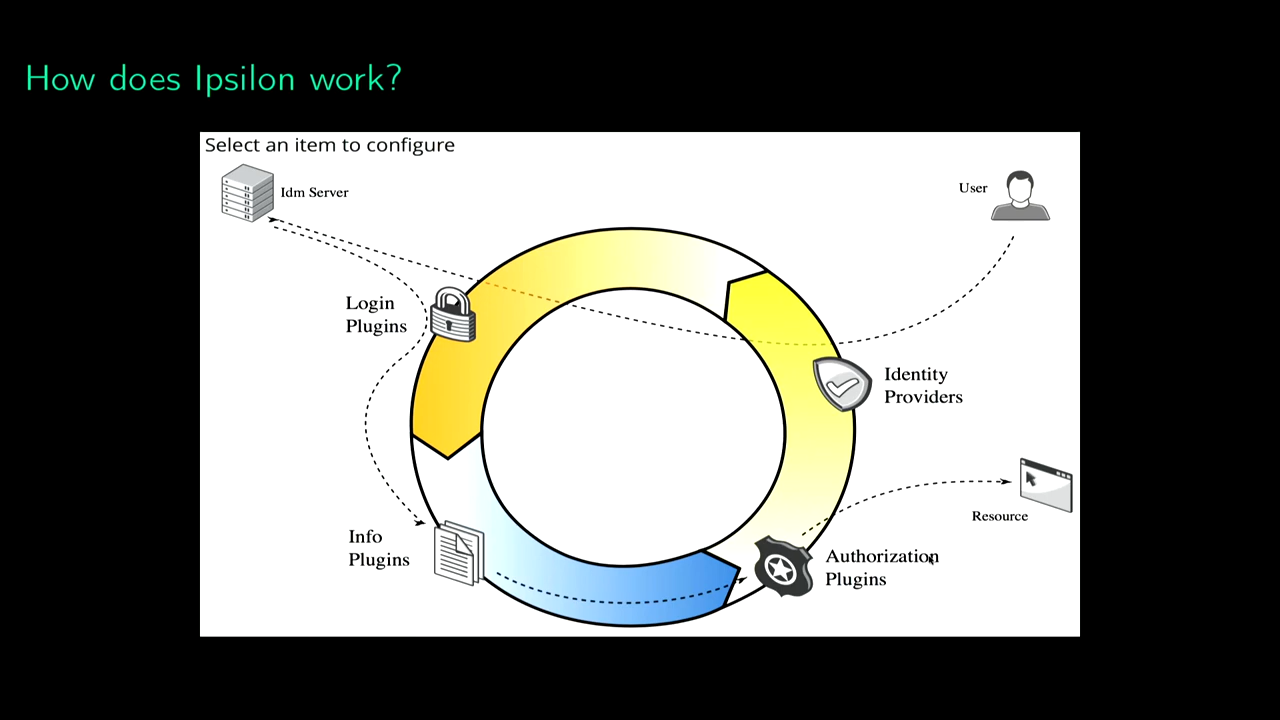 How does Ipsilon work?
Select an item to configure
Idm Server
User
Login
Plugins
Identity
Providers
Resource
Info
Plugins
Authorization
Plugins